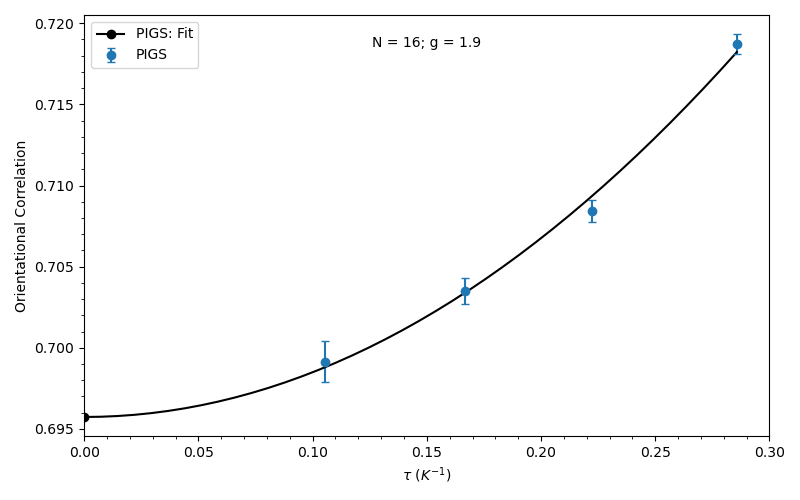 PIGS: Fit
PIGS
N = 16; g = 1.9
Orientational Correlation
0.720
0.715
0.710
0.705
0.700
0.695
0.00 0.05 0.10 0.15 0.20 0.25 0.30
τ (K⁻¹)